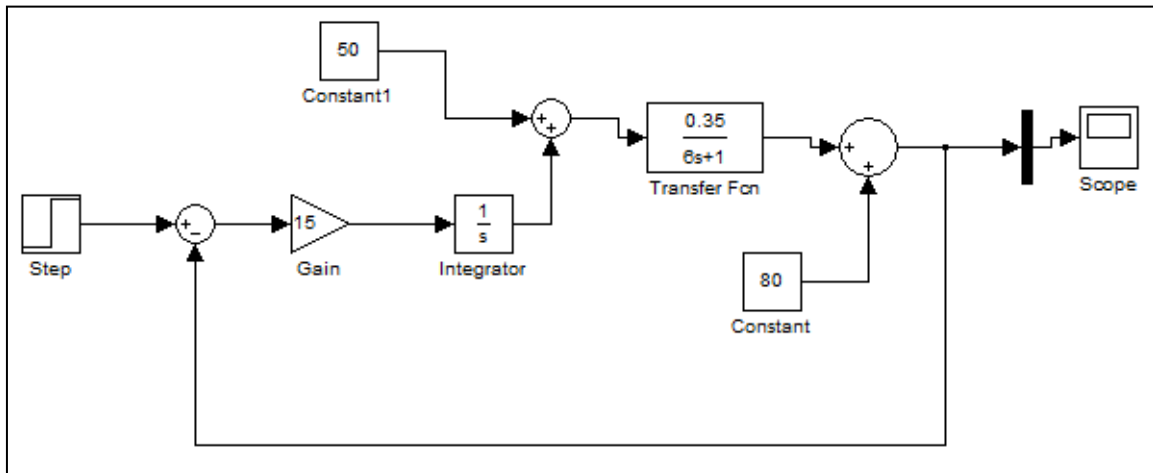 50
Constant1
+
+
0.35
6s+1
Transfer Fcn
+
+
Scope
Step
+
−
15
Gain
1
s
Integrator
80
Constant